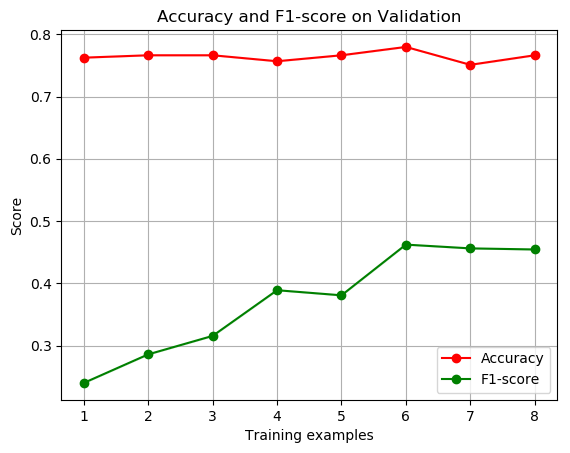 Accuracy and F1-score on Validation
0.8
0.7
0.6
0.5
0.4
0.3
Score
1 2 3 4 5 6 7 8
Training examples
Accuracy
F1-score